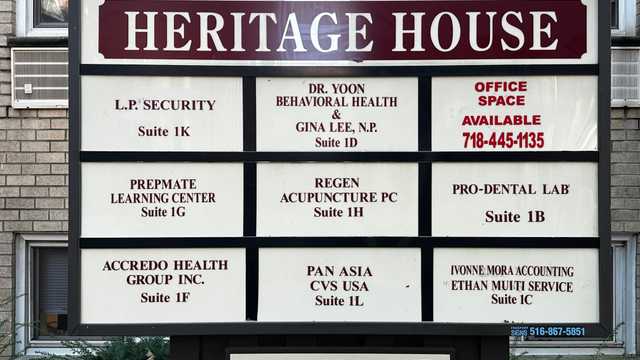 HERITAGE HOUSE
L.P. SECURITY
Suite 1K
DR. YOON
BEHAVIORAL HEALTH
&
GINA LEE, N.P.
Suite 1D
OFFICE
SPACE
AVAILABLE
718-445-1135
PREPMATE
LEARNING CENTER
Suite 1G
REGEN
ACUPUNCTURE PC
Suite 1H
PRO-DENTAL LAB
Suite 1B
ACCREDO HEALTH
GROUP INC.
Suite 1F
PAN ASIA
CVS USA
Suite 1L
IVONNE MORA ACCOUNTING
ETHAN MULTI SERVICE
Suite 1C
SIGNS 516-867-5851